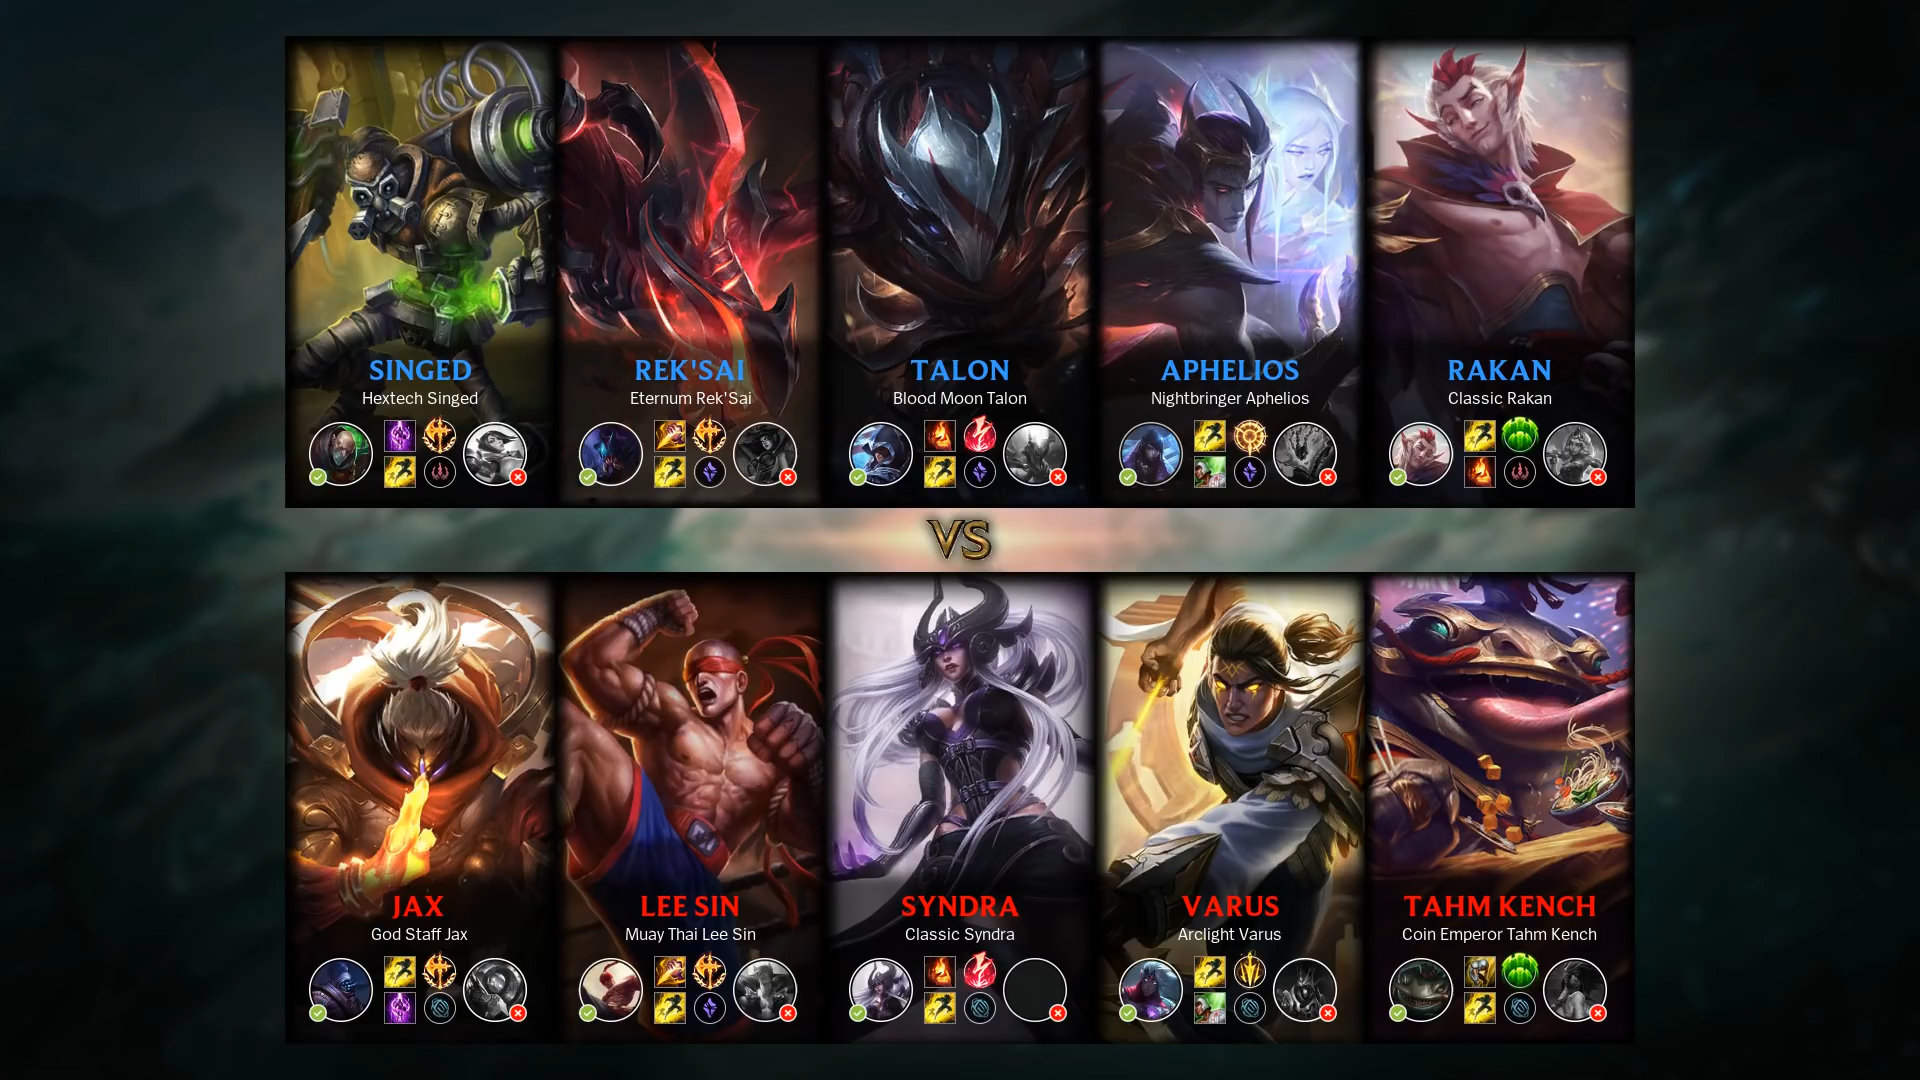 SINGED
Hextech Singed
REK'SAI
Eternum Rek'Sai
TALON
Blood Moon Talon
APHELIOS
Nightbringer Aphelios
RAKAN
Classic Rakan
VS
JAX
God Staff Jax
LEE SIN
Muay Thai Lee Sin
SYNDRA
Classic Syndra
VARUS
Arclight Varus
TAHM KENCH
Coin Emperor Tahm Kench